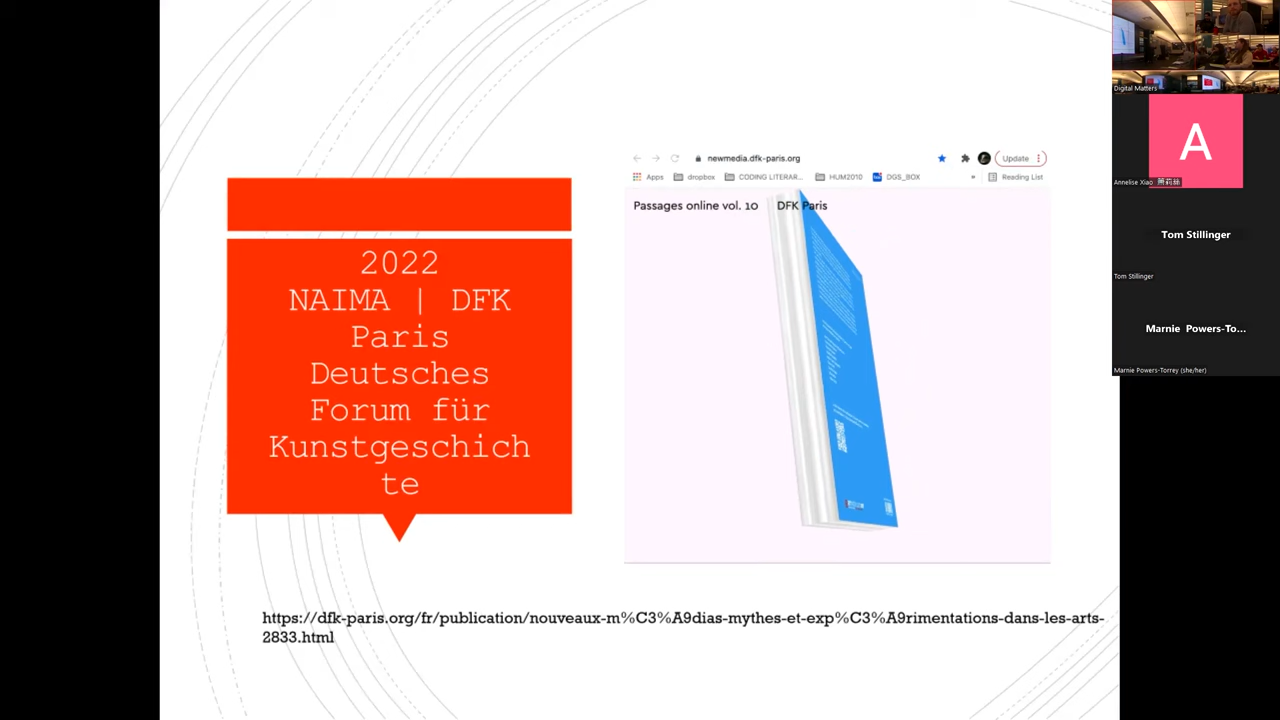 2022
NAIMA | DFK
Paris
Deutsches
Forum für
Kunstgeschich
te
newmedia.dfk-paris.org
Update
Apps
dropbox
CODING LITERAR...
HUM2010
DGS_BOX
»
Reading List
Passages online vol. 10
DFK Paris
https://dfk-paris.org/fr/publication/nouveaux-m%C3%A9dias-mythes-et-exp%C3%A9rimentations-dans-les-arts-
2833.html
Digital Matters
A
Annelise Xiao
Tom Stillinger
Tom Stillinger
Marnie Powers-To...
Marnie Powers-Torrey (she/her)